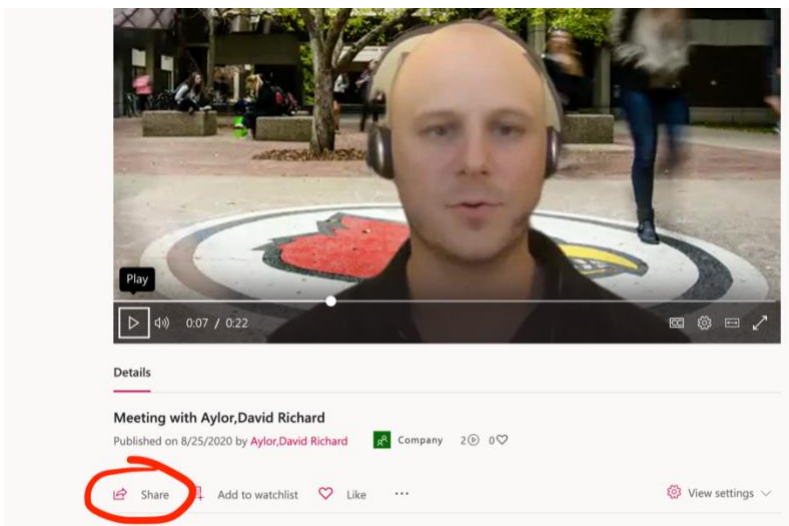 Play
0:07 / 0:22
CC
Details
Meeting with Aylor,David Richard
Published on 8/25/2020 by Aylor,David Richard Company 2 0
Share Add to watchlist Like ... View settings